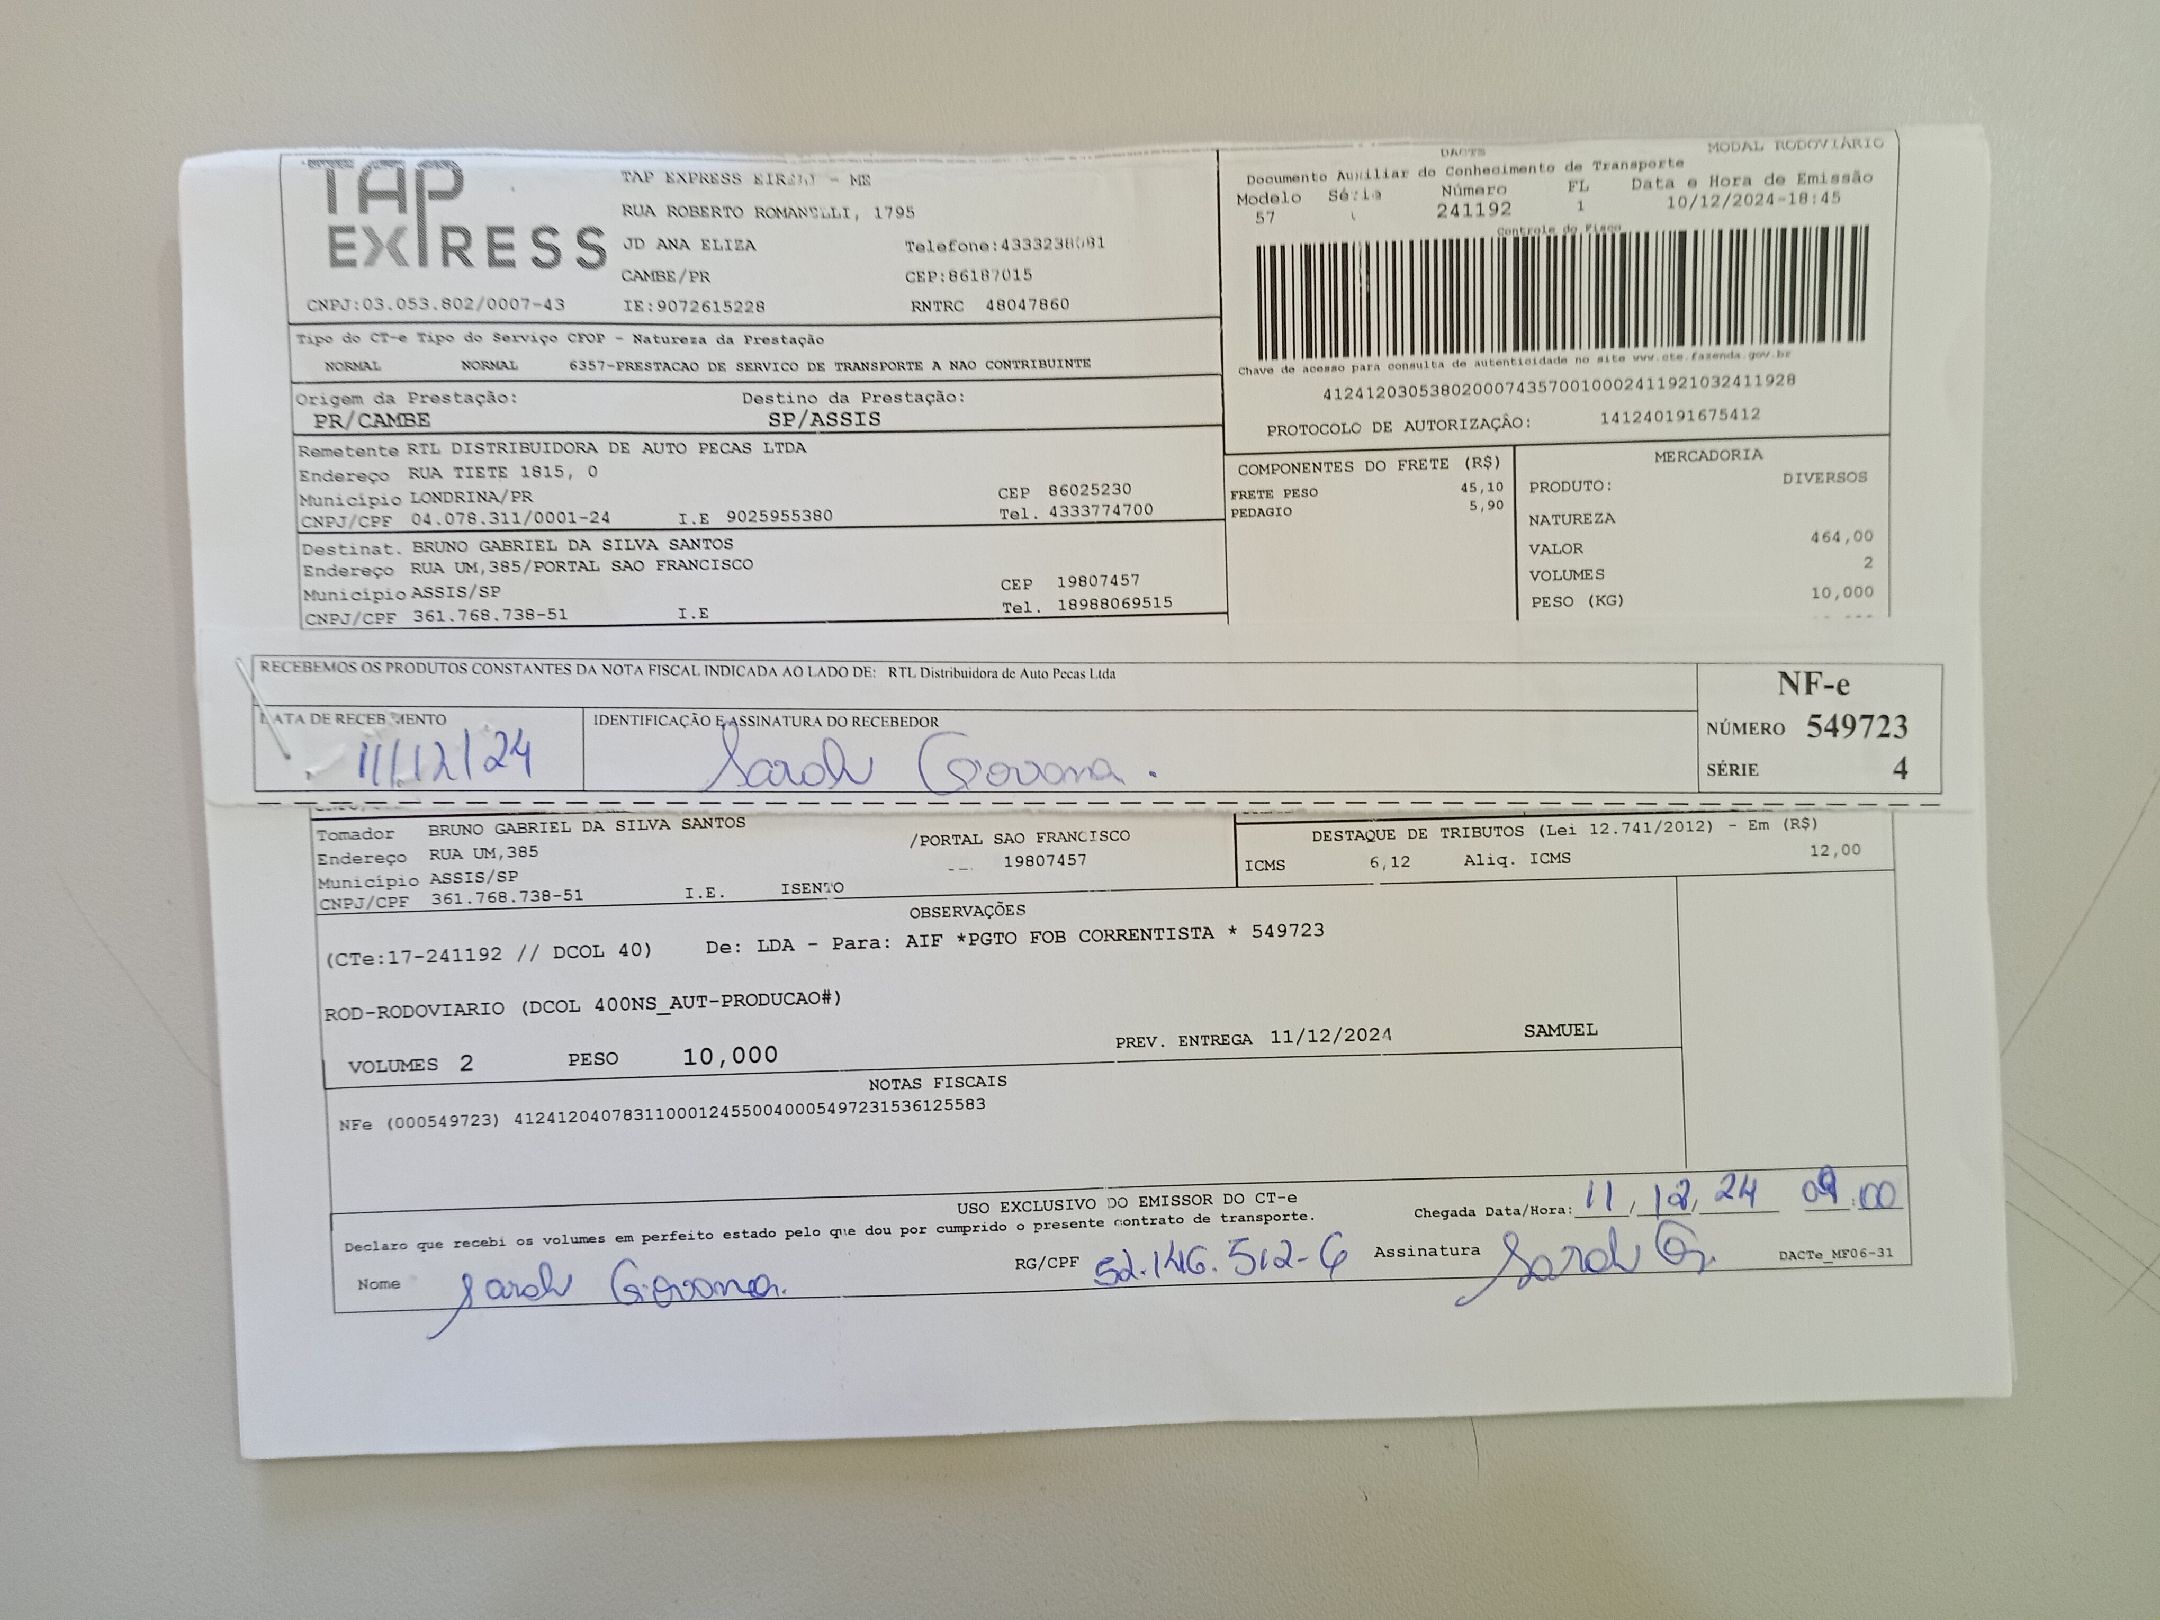 TAP
EXPRESS
TAP EXPRESS EIRELI - ME
RUA ROBERTO ROMANELLI, 1795
JD ANA ELIZA Telefone:4333238081
CAMBE/PR CEP:86187015
CNPJ:03.053.802/0007-43 IE:9072615228 RNTRC 48047860
DACTE MODAL RODOVIÁRIO
Documento Auxiliar do Conhecimento de Transporte
Modelo Série Número FL Data e Hora de Emissão
57 241192 1 10/12/2024-18:45
Controle do Fisco
Chave de acesso para consulta de autenticidade no site www.cte.fazenda.gov.br
41241203053802000743570010002411921032411928
PROTOCOLO DE AUTORIZAÇÃO: 141240191675412
Tipo do CT-e Tipo do Serviço CFOP - Natureza da Prestação
NORMAL NORMAL 6357-PRESTACAO DE SERVICO DE TRANSPORTE A NAO CONTRIBUINTE
Origem da Prestação: Destino da Prestação:
PR/CAMBE SP/ASSIS
Remetente RTL DISTRIBUIDORA DE AUTO PECAS LTDA
Endereço RUA TIETE 1815, 0
Município LONDRINA/PR CEP 86025230
CNPJ/CPF 04.078.311/0001-24 I.E 9025955380 Tel. 4333774700
Destinat. BRUNO GABRIEL DA SILVA SANTOS
Endereço RUA UM,385/PORTAL SAO FRANCISCO
Município ASSIS/SP CEP 19807457
CNPJ/CPF 361.768.738-51 I.E Tel. 18988069515
COMPONENTES DO FRETE (R$)
FRETE PESO 45,10
PEDAGIO 5,90
MERCADORIA
PRODUTO: DIVERSOS
NATUREZA
VALOR 464,00
VOLUMES 2
PESO (KG) 10,000
RECEBEMOS OS PRODUTOS CONSTANTES DA NOTA FISCAL INDICADA AO LADO DE: RTL Distribuidora de Auto Pecas Ltda
DATA DE RECEBIMENTO IDENTIFICAÇÃO E ASSINATURA DO RECEBEDOR
11/12/24 Sarah Giovana.
NF-e
NÚMERO 549723
SÉRIE 4
Tomador BRUNO GABRIEL DA SILVA SANTOS
Endereço RUA UM,385 /PORTAL SAO FRANCISCO
Município ASSIS/SP 19807457
CNPJ/CPF 361.768.738-51 I.E. ISENTO
DESTAQUE DE TRIBUTOS (Lei 12.741/2012) - Em (R$)
ICMS 6,12 Aliq. ICMS 12,00
OBSERVAÇÕES
(CTe:17-241192 // DCOL 40) De: LDA - Para: AIF *PGTO FOB CORRENTISTA * 549723
ROD-RODOVIARIO (DCOL 400NS_AUT-PRODUCAO#)
VOLUMES 2 PESO 10,000 PREV. ENTREGA 11/12/2024 SAMUEL
NOTAS FISCAIS
NFe (000549723) 41241204078311000124550040005497231536125583
USO EXCLUSIVO DO EMISSOR DO CT-e
Declaro que recebi os volumes em perfeito estado pelo que dou por cumprido o presente contrato de transporte.
Chegada Data/Hora: 11/12/24 09:00
Nome Sarah Giovana. RG/CPF 52.146.512-6 Assinatura Sarah G. DACTe_MF06-31